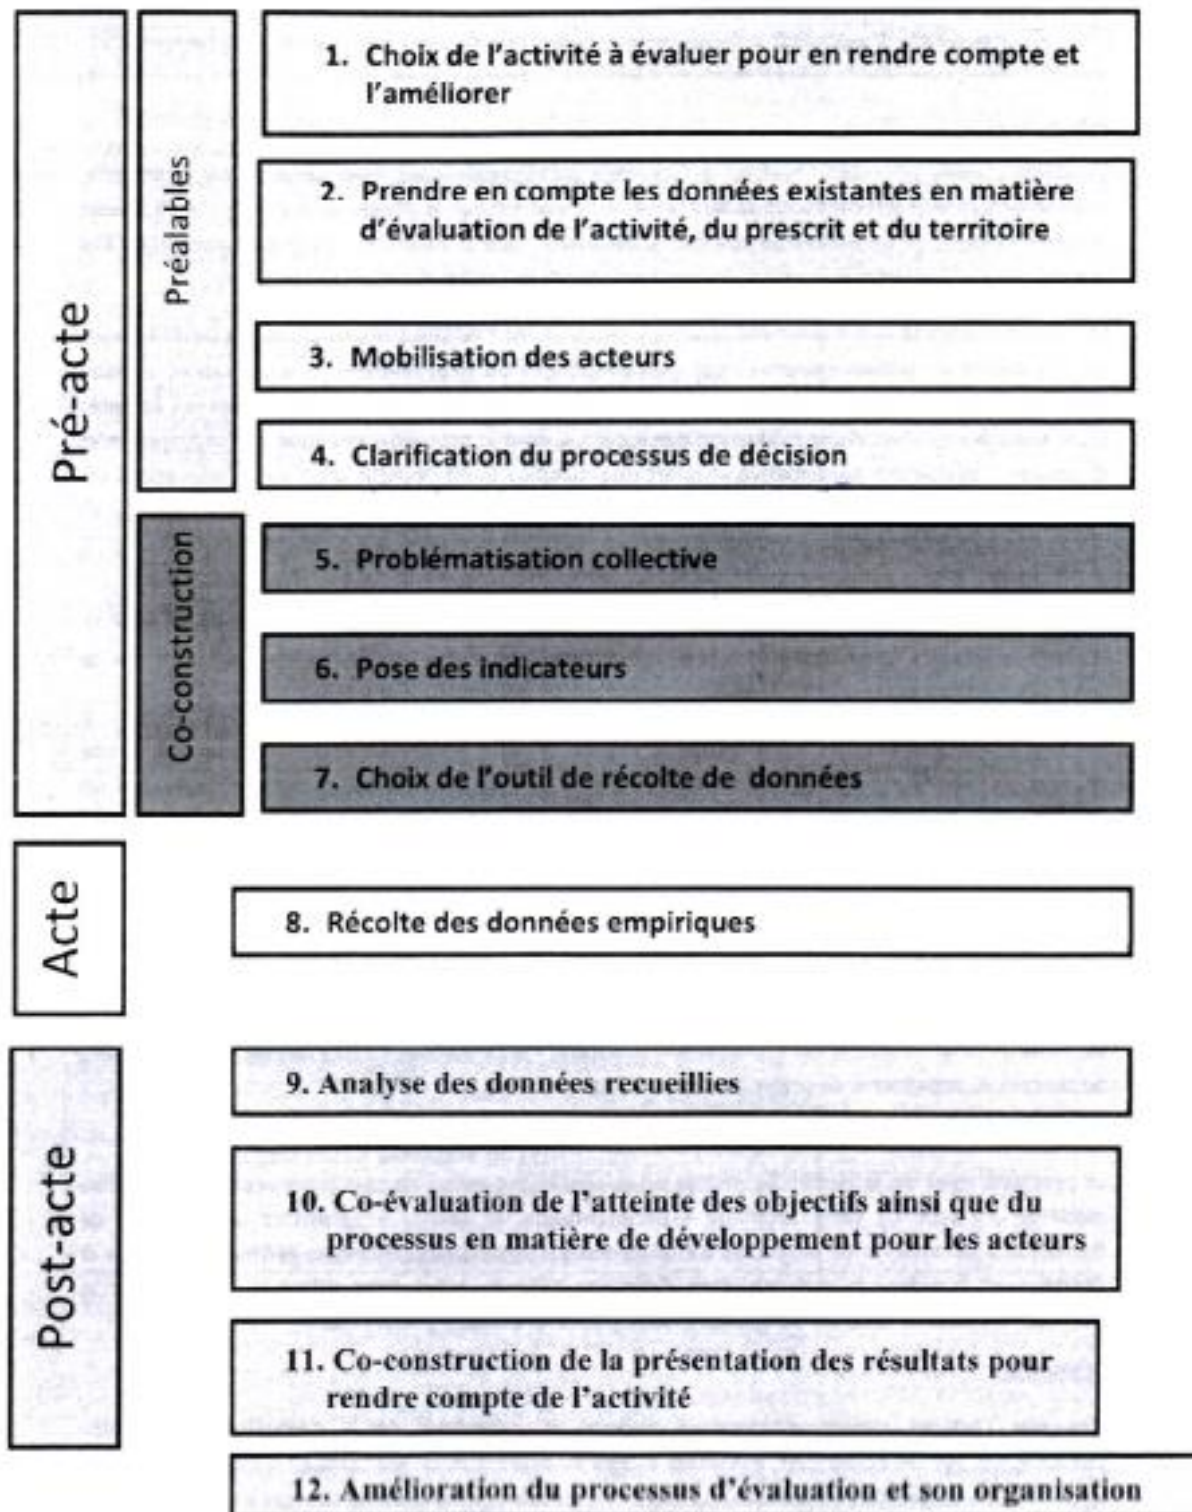 Pré-acte
Préalables
1. Choix de l'activité à évaluer pour en rendre compte et
l'améliorer
2. Prendre en compte les données existantes en matière
d'évaluation de l'activité, du prescrit et du territoire
3. Mobilisation des acteurs
4. Clarification du processus de décision
Co-construction
5. Problématisation collective
6. Pose des indicateurs
7. Choix de l'outil de récolte de données
Acte
8. Récolte des données empiriques
Post-acte
9. Analyse des données recueillies
10. Co-évaluation de l'atteinte des objectifs ainsi que du
processus en matière de développement pour les acteurs
11. Co-construction de la présentation des résultats pour
rendre compte de l'activité
12. Amélioration du processus d'évaluation et son organisation